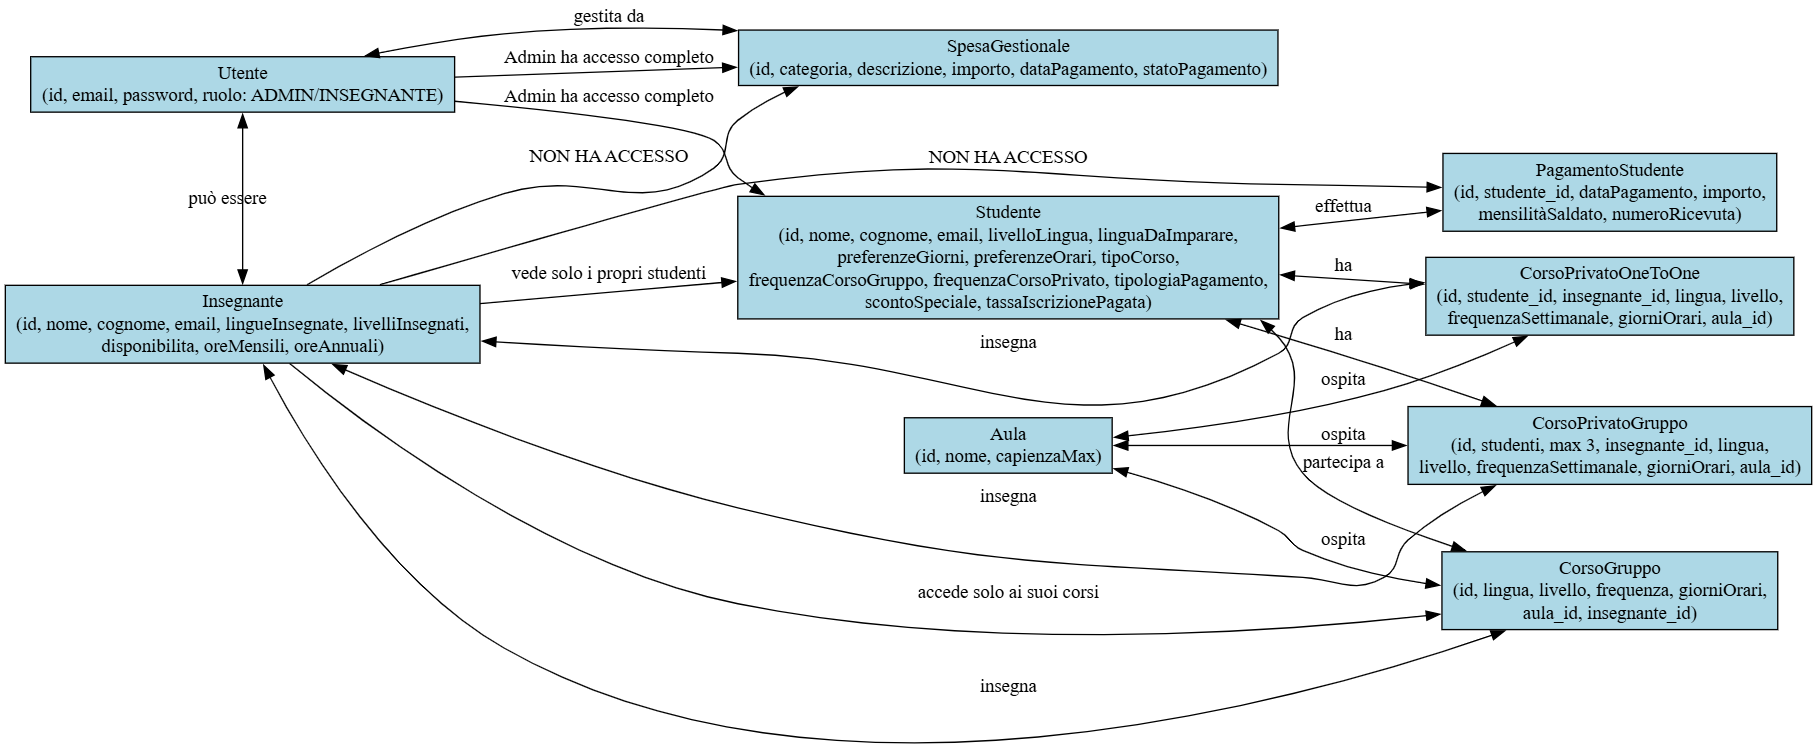 gestita da
Utente
(id, email, password, ruolo: ADMIN/INSEGNANTE)
Admin ha accesso completo
Admin ha accesso completo
SpesaGestionale
(id, categoria, descrizione, importo, dataPagamento, statoPagamento)
NON HA ACCESSO
NON HA ACCESSO
può essere
PagamentoStudente
(id, studente_id, dataPagamento, importo,
mensilitàSaldato, numeroRicevuta)
effettua
Studente
(id, nome, cognome, email, livelloLingua, linguaDaImparare,
preferenzeGiorni, preferenzeOrari, tipoCorso,
frequenzaCorsoGruppo, frequenzaCorsoPrivato, tipologiaPagamento,
scontoSpeciale, tassaIscrizionePagata)
vede solo i propri studenti
ha
CorsoPrivatoOneToOne
(id, studente_id, insegnante_id, lingua, livello,
frequenzaSettimanale, giorniOrari, aula_id)
Insegnante
(id, nome, cognome, email, lingueInsegnate, livelliInsegnati,
disponibilita, oreMensili, oreAnnuali)
insegna
ha
ospita
Aula
(id, nome, capienzaMax)
ospita
partecipa a
CorsoPrivatoGruppo
(id, studenti, max 3, insegnante_id, lingua,
livello, frequenzaSettimanale, giorniOrari, aula_id)
insegna
ospita
CorsoGruppo
(id, lingua, livello, frequenza, giorniOrari,
aula_id, insegnante_id)
accede solo ai suoi corsi
insegna